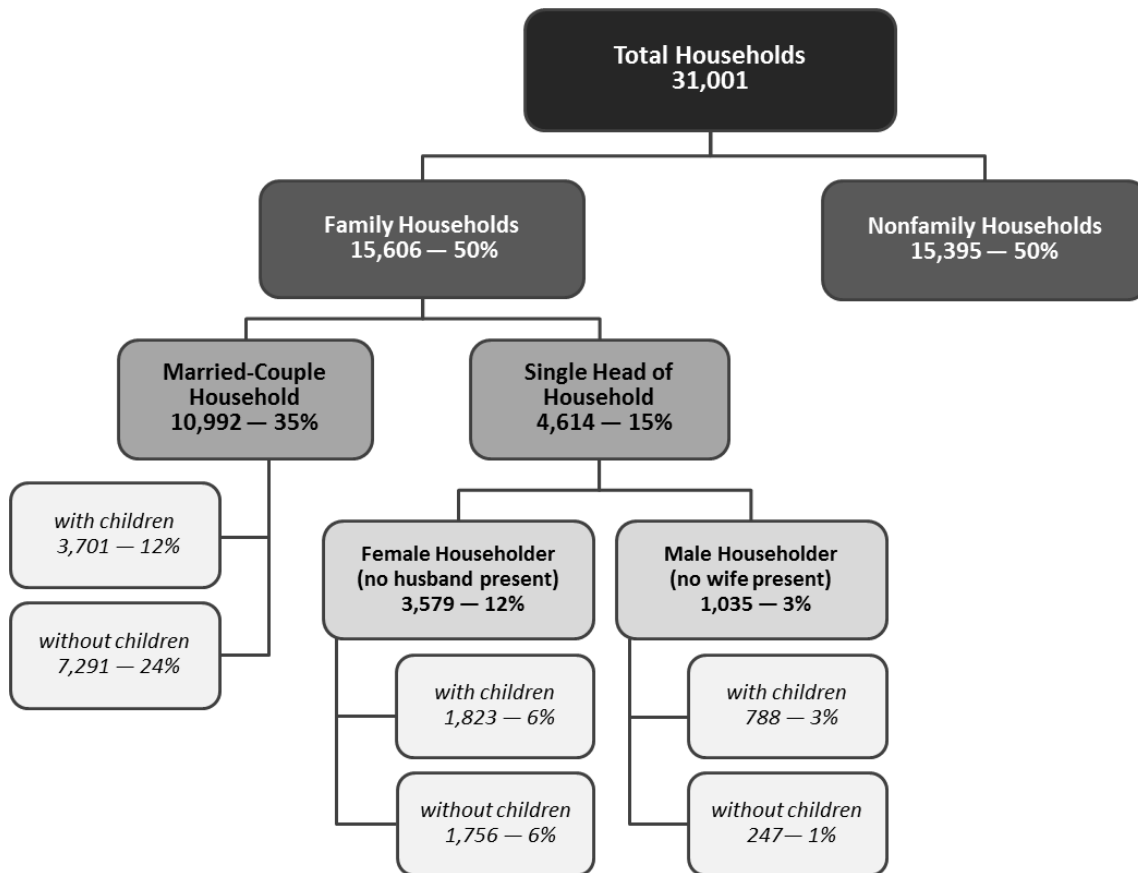 Total Households
31,001
Family Households
15,606 — 50%
Nonfamily Households
15,395 — 50%
Married-Couple
Household
10,992 — 35%
Single Head of
Household
4,614 — 15%
with children
3,701 — 12%
without children
7,291 — 24%
Female Householder
(no husband present)
3,579 — 12%
Male Householder
(no wife present)
1,035 — 3%
with children
1,823 — 6%
without children
1,756 — 6%
with children
788 — 3%
without children
247— 1%